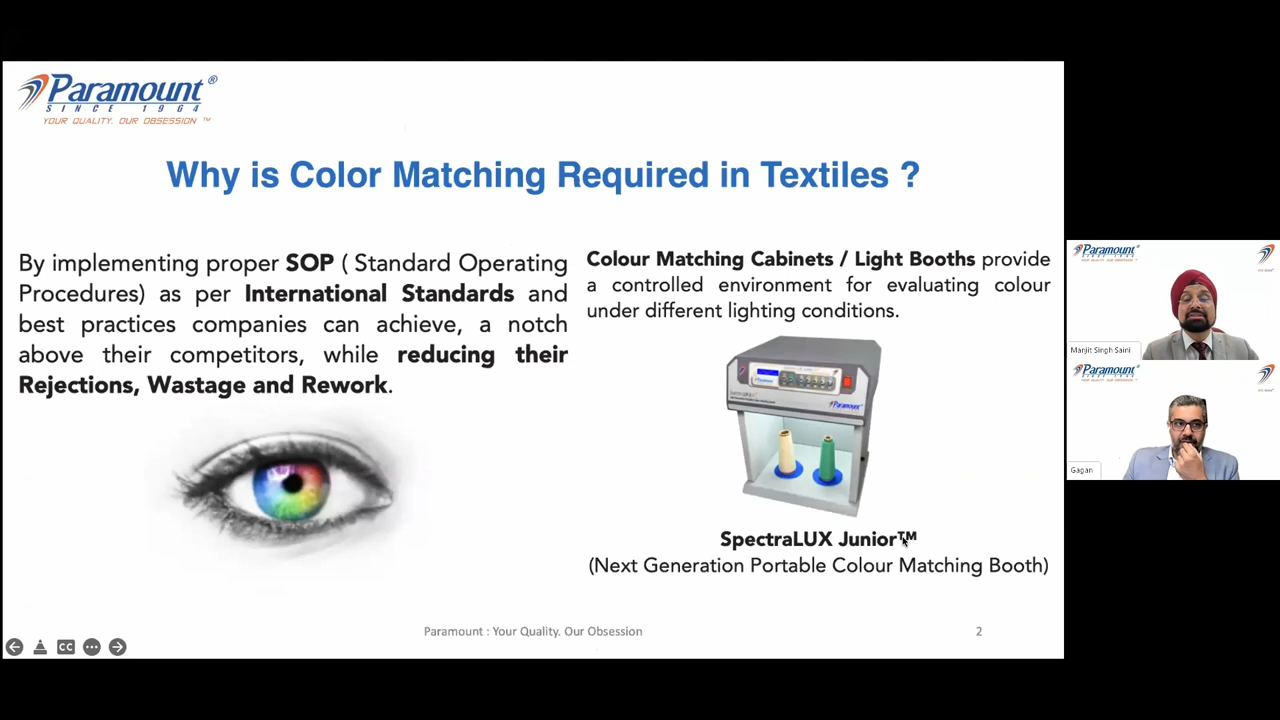 Paramount®
SINCE 1964
YOUR QUALITY. OUR OBSESSION ™
Why is Color Matching Required in Textiles ?
By implementing proper SOP ( Standard Operating
Procedures) as per International Standards and
best practices companies can achieve, a notch
above their competitors, while reducing their
Rejections, Wastage and Rework.
Colour Matching Cabinets / Light Booths provide
a controlled environment for evaluating colour
under different lighting conditions.
Paramount
SpectraLUX Junior™
(Next Generation Portable Colour Matching Booth)
Paramount : Your Quality. Our Obsession
2
CC
Paramount
Manjit Singh Saini
Paramount
Gagan